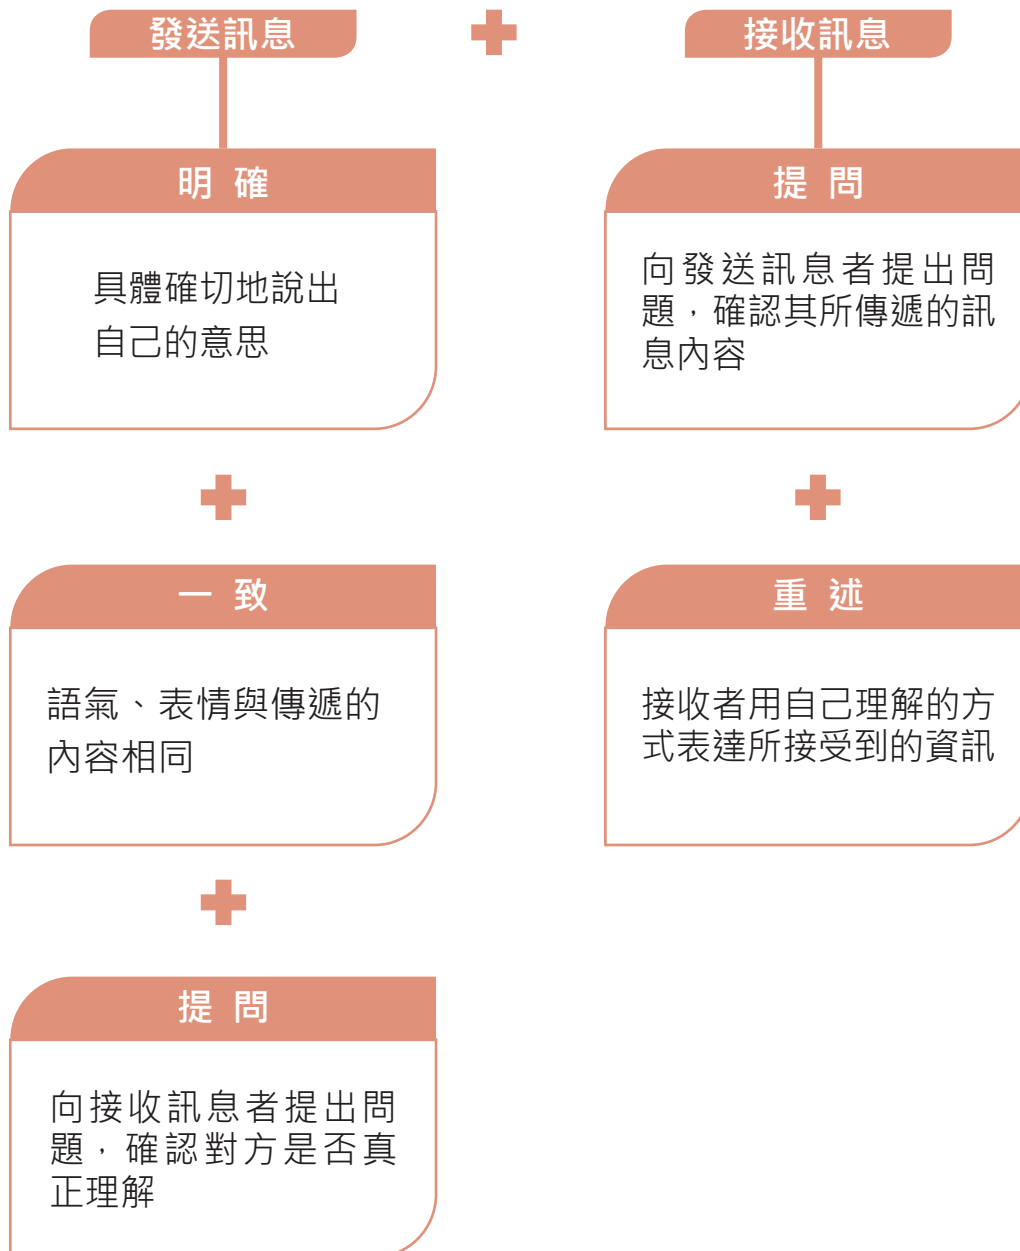 發送訊息
明確
具體確切地說出
自己的意思
一致
語氣、表情與傳遞的
內容相同
提問
向接收訊息者提出問
題,確認對方是否真
正理解
接收訊息
提問
向發送訊息者提出問
題,確認其所傳遞的訊
息內容
重述
接收者用自己理解的方
式表達所接受到的資訊